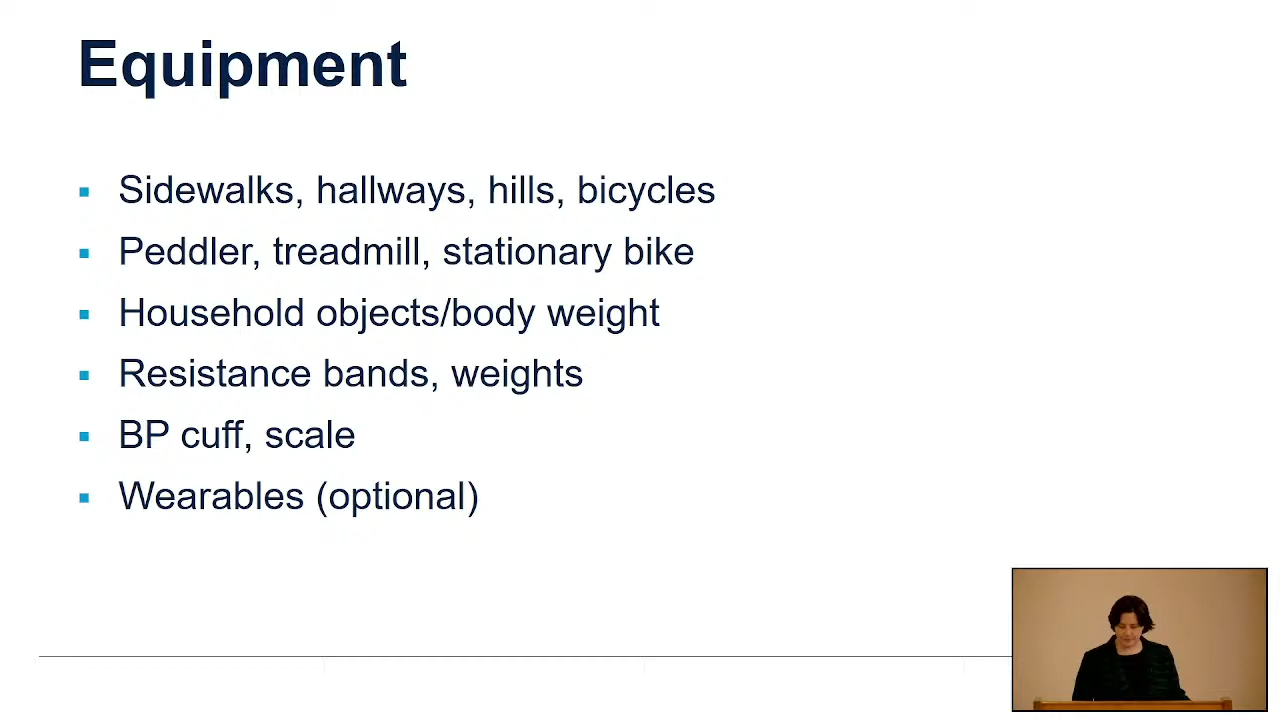 Equipment
Sidewalks, hallways, hills, bicycles
Peddler, treadmill, stationary bike
Household objects/body weight
Resistance bands, weights
BP cuff, scale
Wearables (optional)